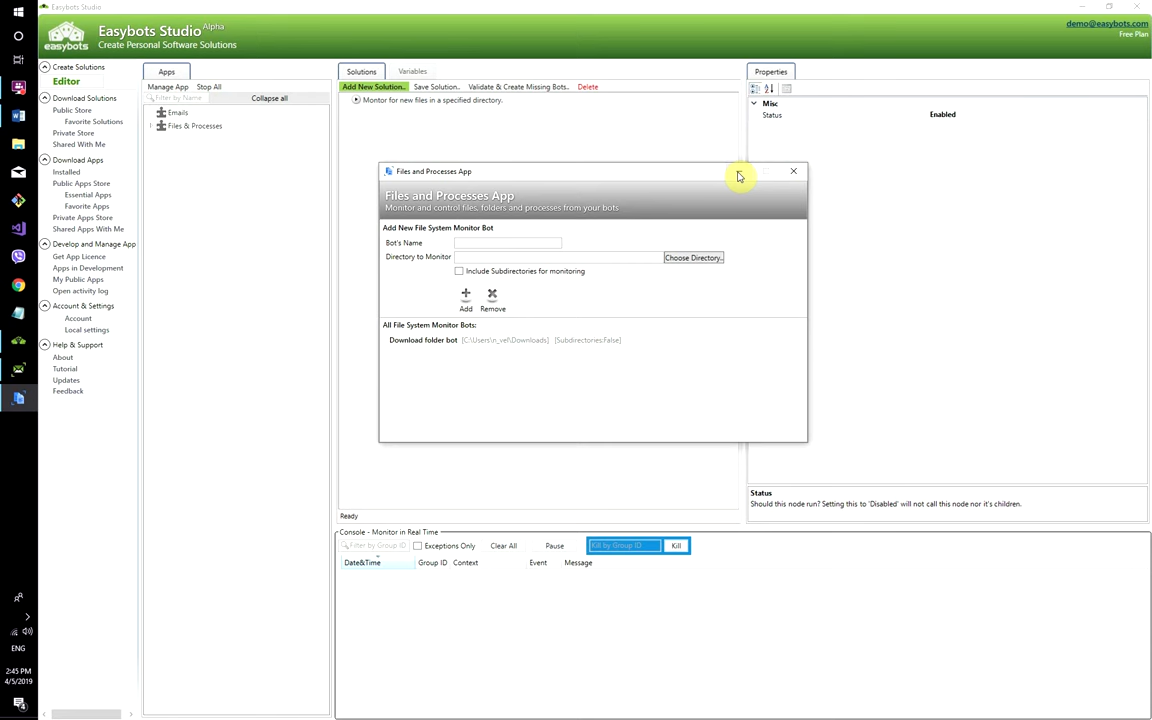 Easybots Studio
easybots
Easybots Studio Alpha
Create Personal Software Solutions
demo@easybots.com
Free Plan
Create Solutions
Editor
Download Solutions
Public Store
Favorite Solutions
Private Store
Shared With Me
Download Apps
Installed
Public Apps Store
Essential Apps
Favorite Apps
Private Apps Store
Shared Apps With Me
Develop and Manage App
Get App Licence
Apps in Development
My Public Apps
Open activity log
Account & Settings
Account
Local settings
Help & Support
About
Tutorial
Updates
Feedback
Apps
Manage App Stop All
Filter by Name Collapse all
Emails
Files & Processes
Solutions Variables
Add New Solution.. Save Solution.. Validate & Create Missing Bots.. Delete
Monitor for new files in a specified directory.
Ready
Properties
Misc
Status Enabled
Status
Should this node run? Setting this to 'Disabled' will not call this node nor it's children.
Files and Processes App
Files and Processes App
Monitor and control files, folders and processes from your bots
Add New File System Monitor Bot
Bot's Name
Directory to Monitor Choose Directory..
Include Subdirectories for monitoring
Add Remove
All File System Monitor Bots:
Download folder bot [C:\Users\n_vel\Downloads] [Subdirectories:False]
Console - Monitor in Real Time
Filter by Group ID Exceptions Only Clear All Pause Kill by Group ID Kill
Date&Time Group ID Context Event Message
ENG
2:45 PM
4/5/2019